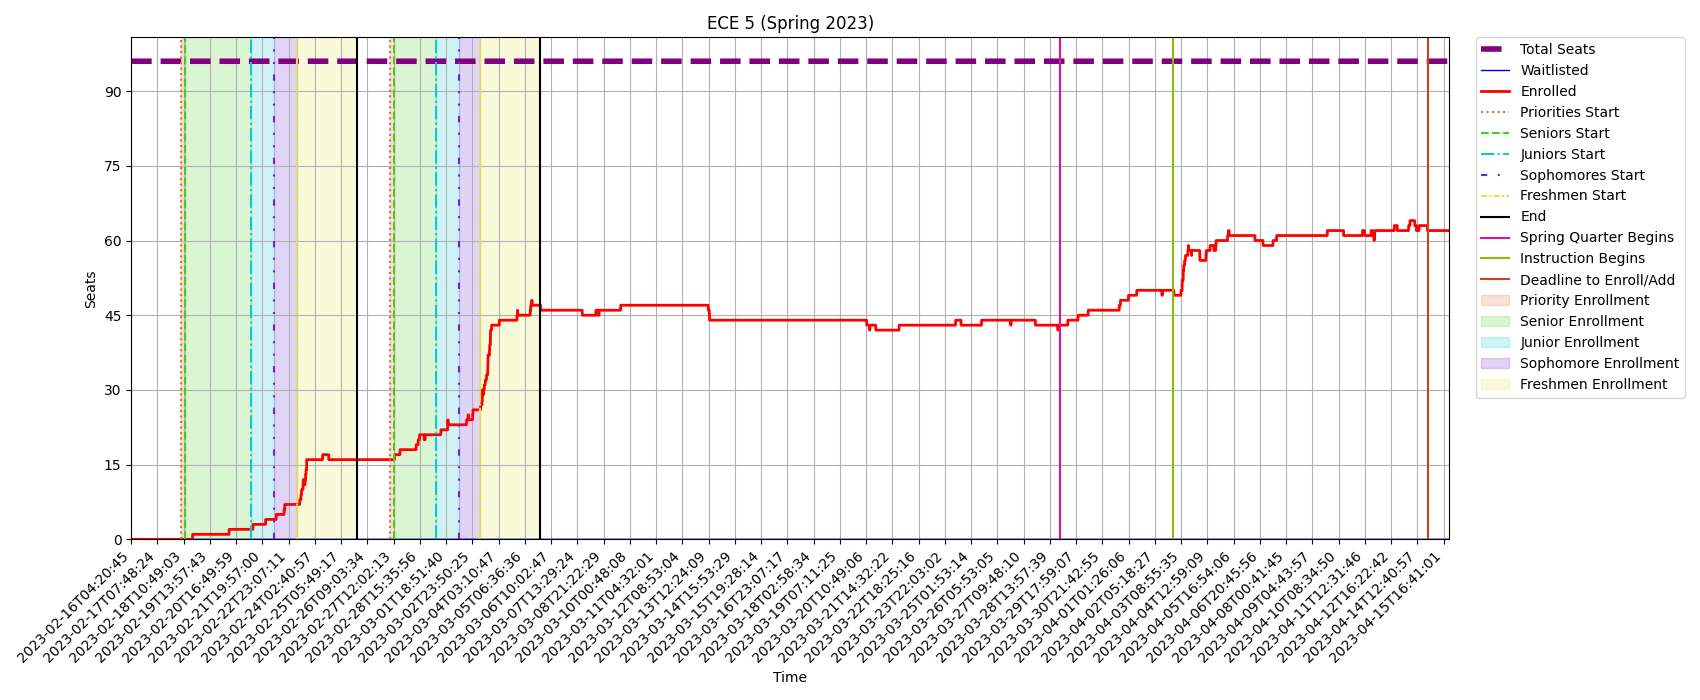 ECE 5 (Spring 2023)
Total Seats
Waitlisted
Enrolled
Priorities Start
Seniors Start
Juniors Start
Sophomores Start
Freshmen Start
End
Spring Quarter Begins
Instruction Begins
Deadline to Enroll/Add
Priority Enrollment
Senior Enrollment
Junior Enrollment
Sophomore Enrollment
Freshmen Enrollment
Seats
90
75
60
45
30
15
0
2023-02-16T04:20:45
2023-02-17T07:48:24
2023-02-18T10:49:03
2023-02-19T13:57:43
2023-02-20T16:49:59
2023-02-21T19:57:00
2023-02-22T23:07:11
2023-02-24T02:40:57
2023-02-25T05:49:17
2023-02-26T09:03:34
2023-02-27T12:02:13
2023-02-28T15:35:56
2023-03-01T18:51:40
2023-03-02T23:50:25
2023-03-04T03:10:47
2023-03-05T06:36:36
2023-03-06T10:02:47
2023-03-07T13:29:24
2023-03-08T21:22:29
2023-03-10T00:48:08
2023-03-11T04:32:01
2023-03-12T08:53:04
2023-03-13T12:24:09
2023-03-14T15:53:29
2023-03-15T19:28:14
2023-03-16T23:07:17
2023-03-18T02:58:34
2023-03-19T07:11:25
2023-03-20T10:49:06
2023-03-21T14:32:22
2023-03-22T18:25:16
2023-03-23T22:03:02
2023-03-25T01:53:14
2023-03-26T05:53:05
2023-03-27T09:48:10
2023-03-28T13:57:39
2023-03-29T17:59:07
2023-03-30T21:42:55
2023-04-01T01:26:06
2023-04-02T05:18:27
2023-04-03T08:55:35
2023-04-04T12:59:09
2023-04-05T16:54:06
2023-04-06T20:45:56
2023-04-08T00:41:45
2023-04-09T04:43:57
2023-04-10T08:34:50
2023-04-11T12:31:46
2023-04-12T16:22:42
2023-04-14T12:40:57
2023-04-15T16:41:01
Time